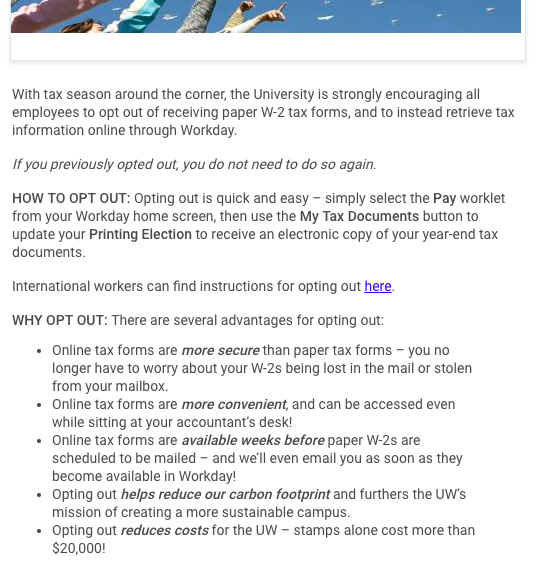 With tax season around the corner, the University is strongly encouraging all
employees to opt out of receiving paper W-2 tax forms, and to instead retrieve tax
information online through Workday.
If you previously opted out, you do not need to do so again.
HOW TO OPT OUT: Opting out is quick and easy – simply select the Pay worklet
from your Workday home screen, then use the My Tax Documents button to
update your Printing Election to receive an electronic copy of your year-end tax
documents.
International workers can find instructions for opting out here.
WHY OPT OUT: There are several advantages for opting out:
• Online tax forms are more secure than paper tax forms – you no
longer have to worry about your W-2s being lost in the mail or stolen
from your mailbox.
• Online tax forms are more convenient, and can be accessed even
while sitting at your accountant's desk!
• Online tax forms are available weeks before paper W-2s are
scheduled to be mailed – and we'll even email you as soon as they
become available in Workday!
• Opting out helps reduce our carbon footprint and furthers the UW's
mission of creating a more sustainable campus.
• Opting out reduces costs for the UW – stamps alone cost more than
$20,000!